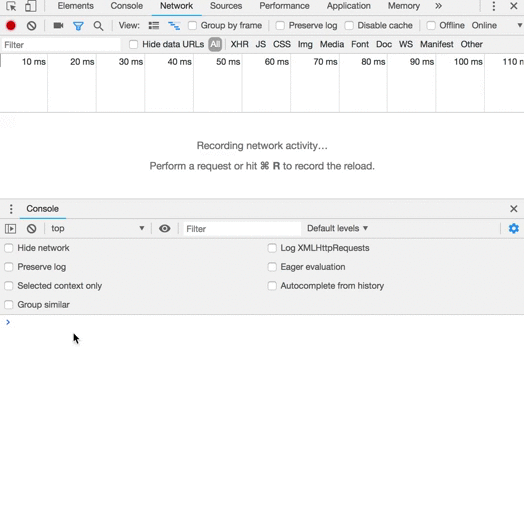 Elements Console Network Sources Performance Application Memory »
View: Group by frame Preserve log Disable cache Offline Online
Filter Hide data URLs All XHR JS CSS Img Media Font Doc WS Manifest Other
10 ms 20 ms 30 ms 40 ms 50 ms 60 ms 70 ms 80 ms 90 ms 100 ms 110 m
Recording network activity…
Perform a request or hit ⌘ R to record the reload.
Console
top Filter Default levels
Hide network Log XMLHttpRequests
Preserve log Eager evaluation
Selected context only Autocomplete from history
Group similar